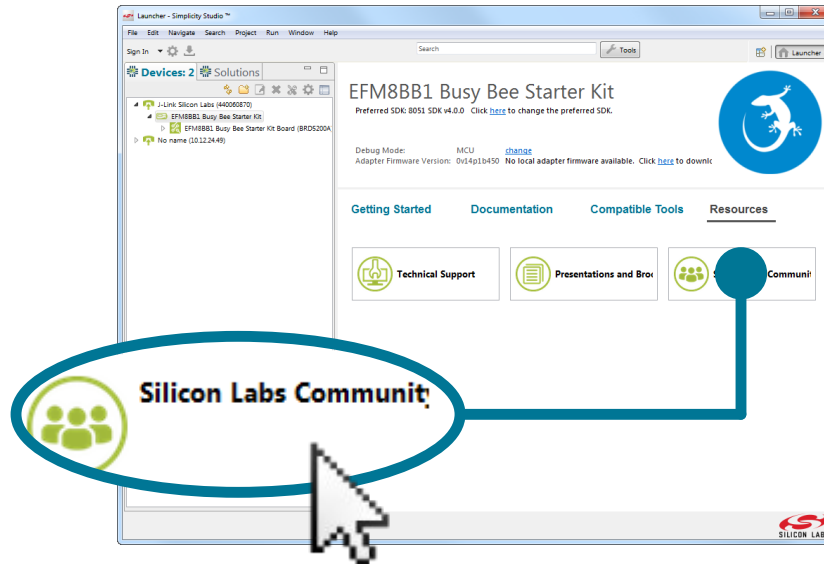 Launcher - Simplicity Studio ™
File Edit Navigate Search Project Run Window Help
Sign In
Search
Tools
Launcher
Devices: 2
Solutions
J-Link Silicon Labs (440060870)
EFM8BB1 Busy Bee Starter Kit
EFM8BB1 Busy Bee Starter Kit Board (BRD5200A
No name (10.12.24.49)
EFM8BB1 Busy Bee Starter Kit
Preferred SDK: 8051 SDK v4.0.0 Click here to change the preferred SDK.
Debug Mode: MCU change
Adapter Firmware Version: 0v14p1b450 No local adapter firmware available. Click here to downlc
Getting Started Documentation Compatible Tools Resources
Technical Support
Presentations and Broc
S Communit
Silicon Labs Community
SILICON LAB